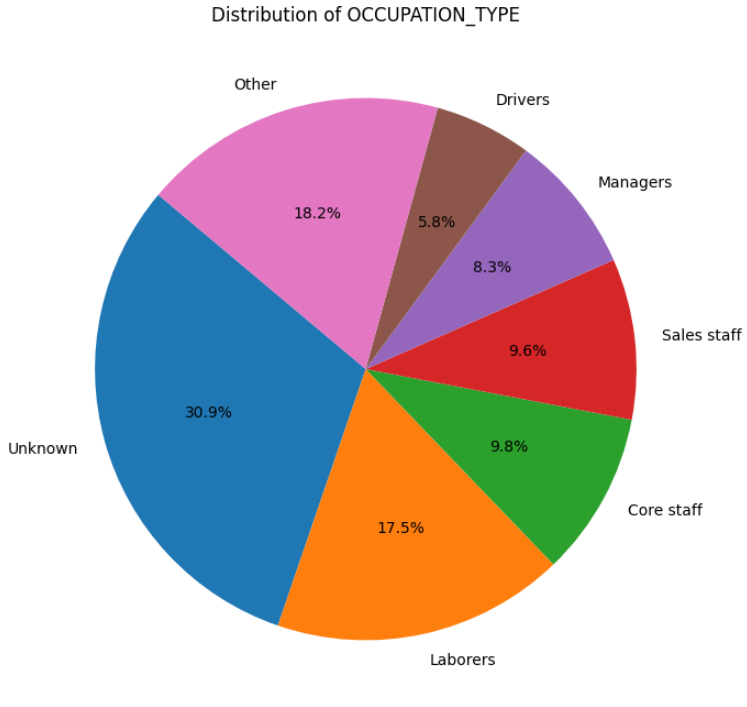 Distribution of OCCUPATION_TYPE
Other
Drivers
Managers
18.2%
5.8%
8.3%
Sales staff
9.6%
30.9%
Unknown
9.8%
Core staff
17.5%
Laborers